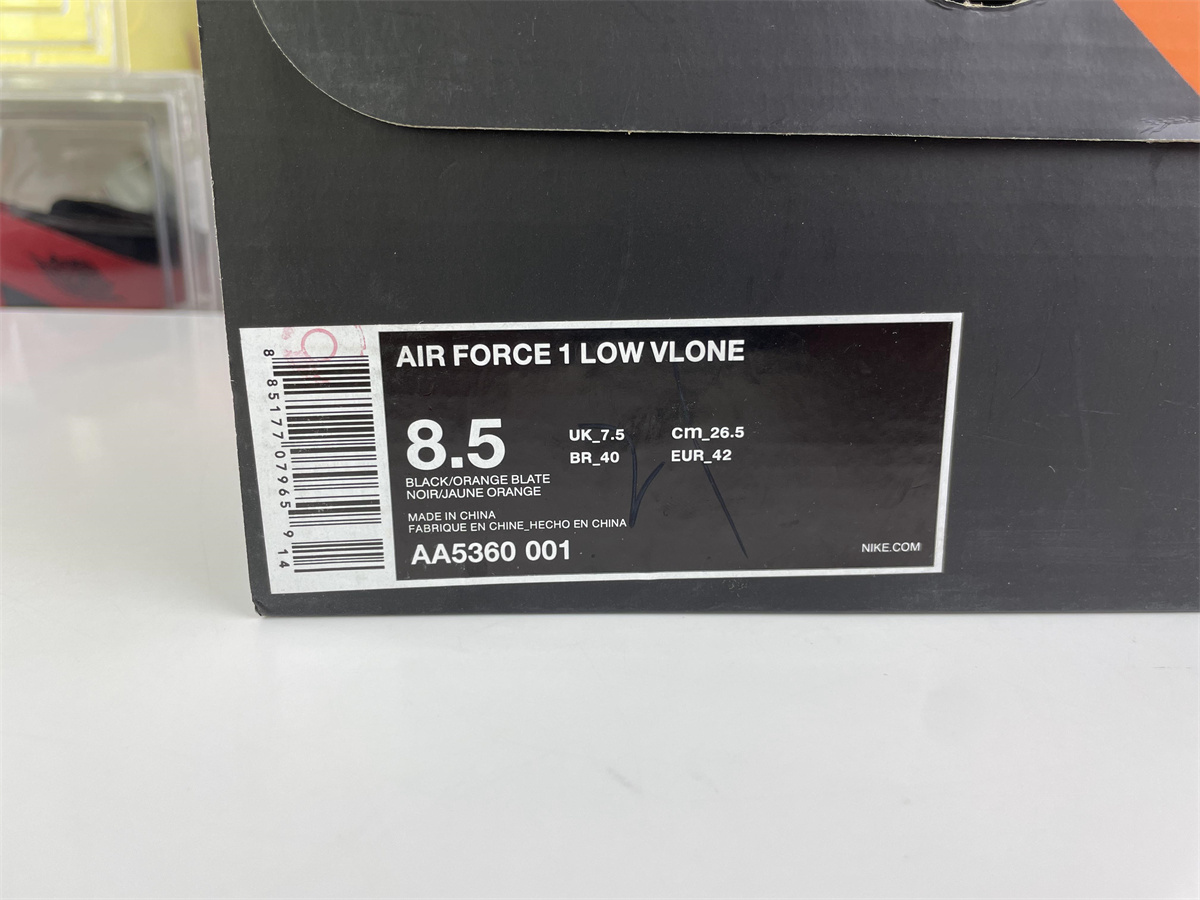 AIR FORCE 1 LOW VLONE
8.5
UK_7.5 cm_26.5
BR_40 EUR_42
BLACK/ORANGE BLATE
NOIR/JAUNE ORANGE
MADE IN CHINA
FABRIQUE EN CHINE_HECHO EN CHINA
AA5360 001
NIKE.COM
8 85177 07965 9 14